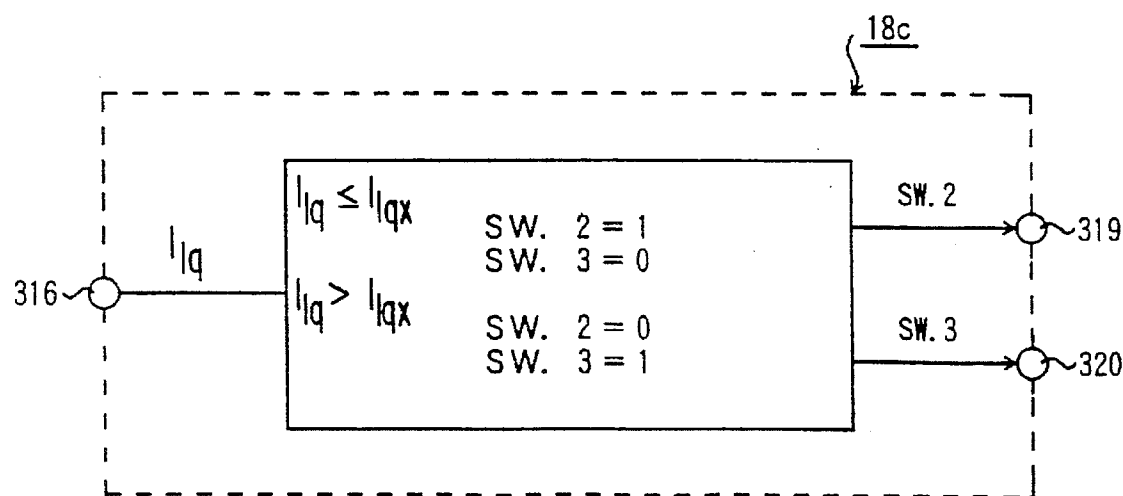 18c
I1q ≤ I1qx
SW. 2 = 1
SW. 3 = 0
I1q > I1qx
SW. 2 = 0
SW. 3 = 1
I1q
316
SW. 2
319
SW. 3
320